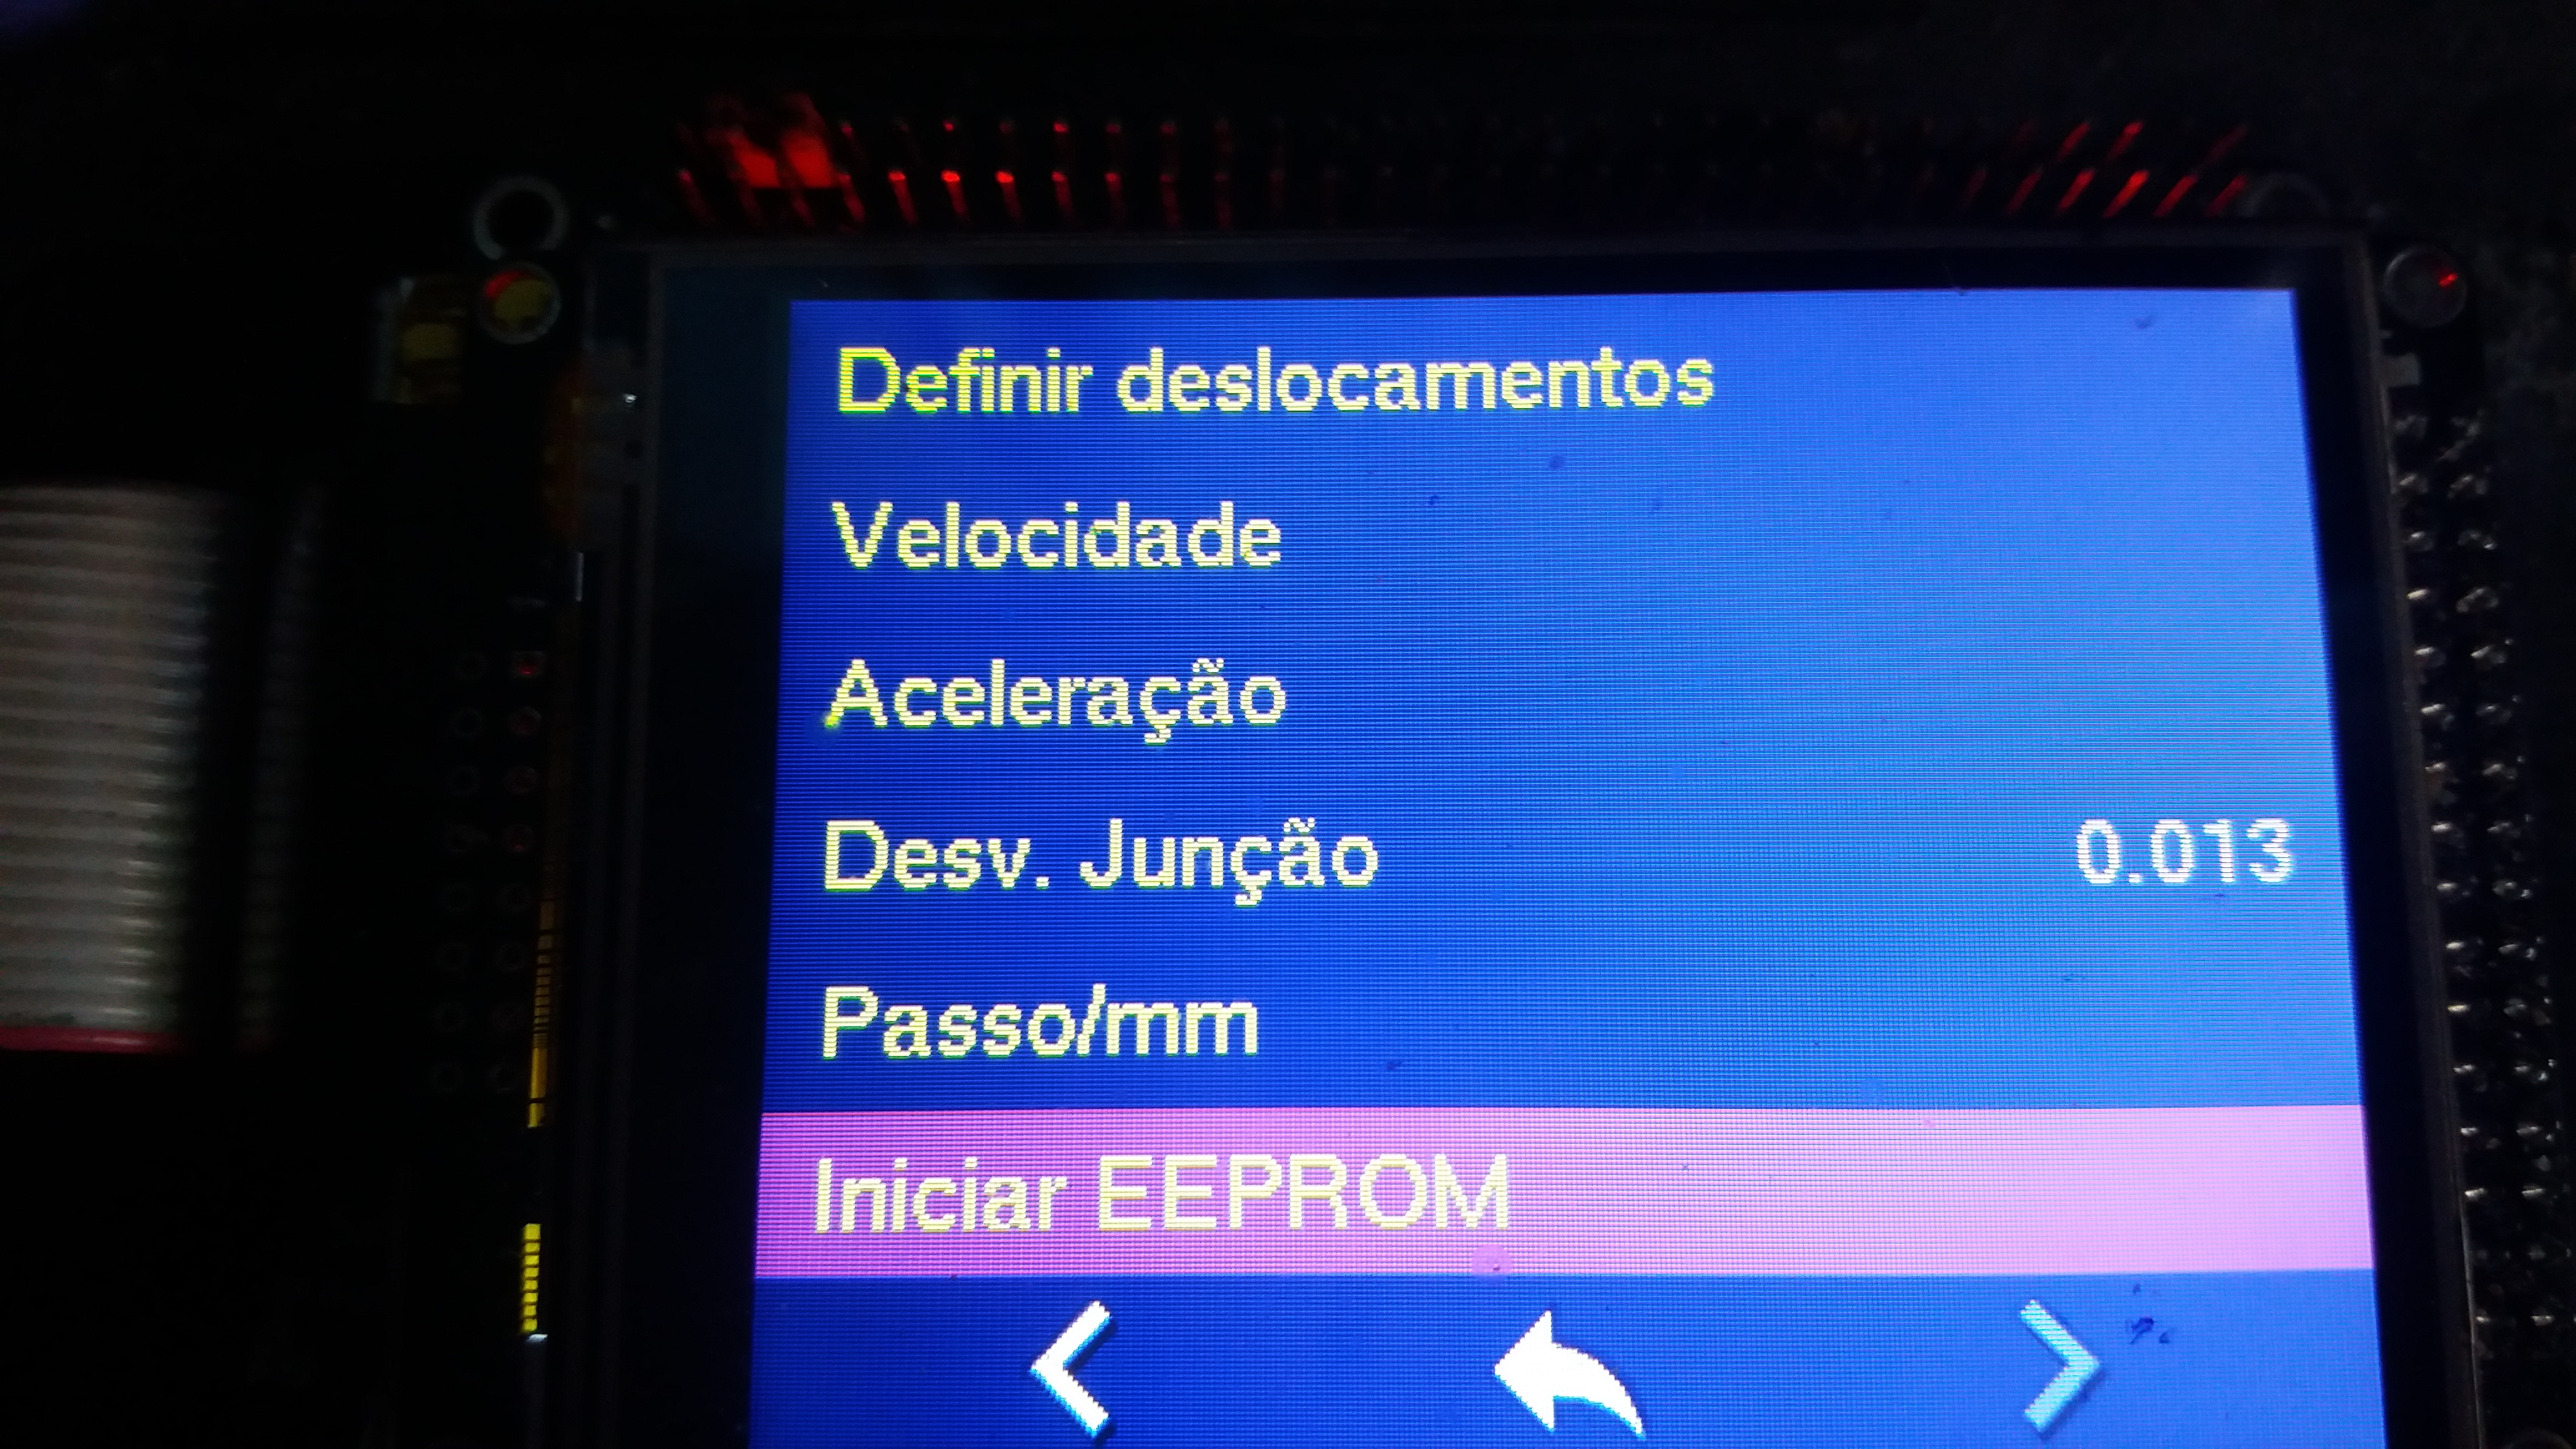 Definir deslocamentos
Velocidade
Aceleração
Desv. Junção 0.013
Passo/mm
Iniciar EEPROM